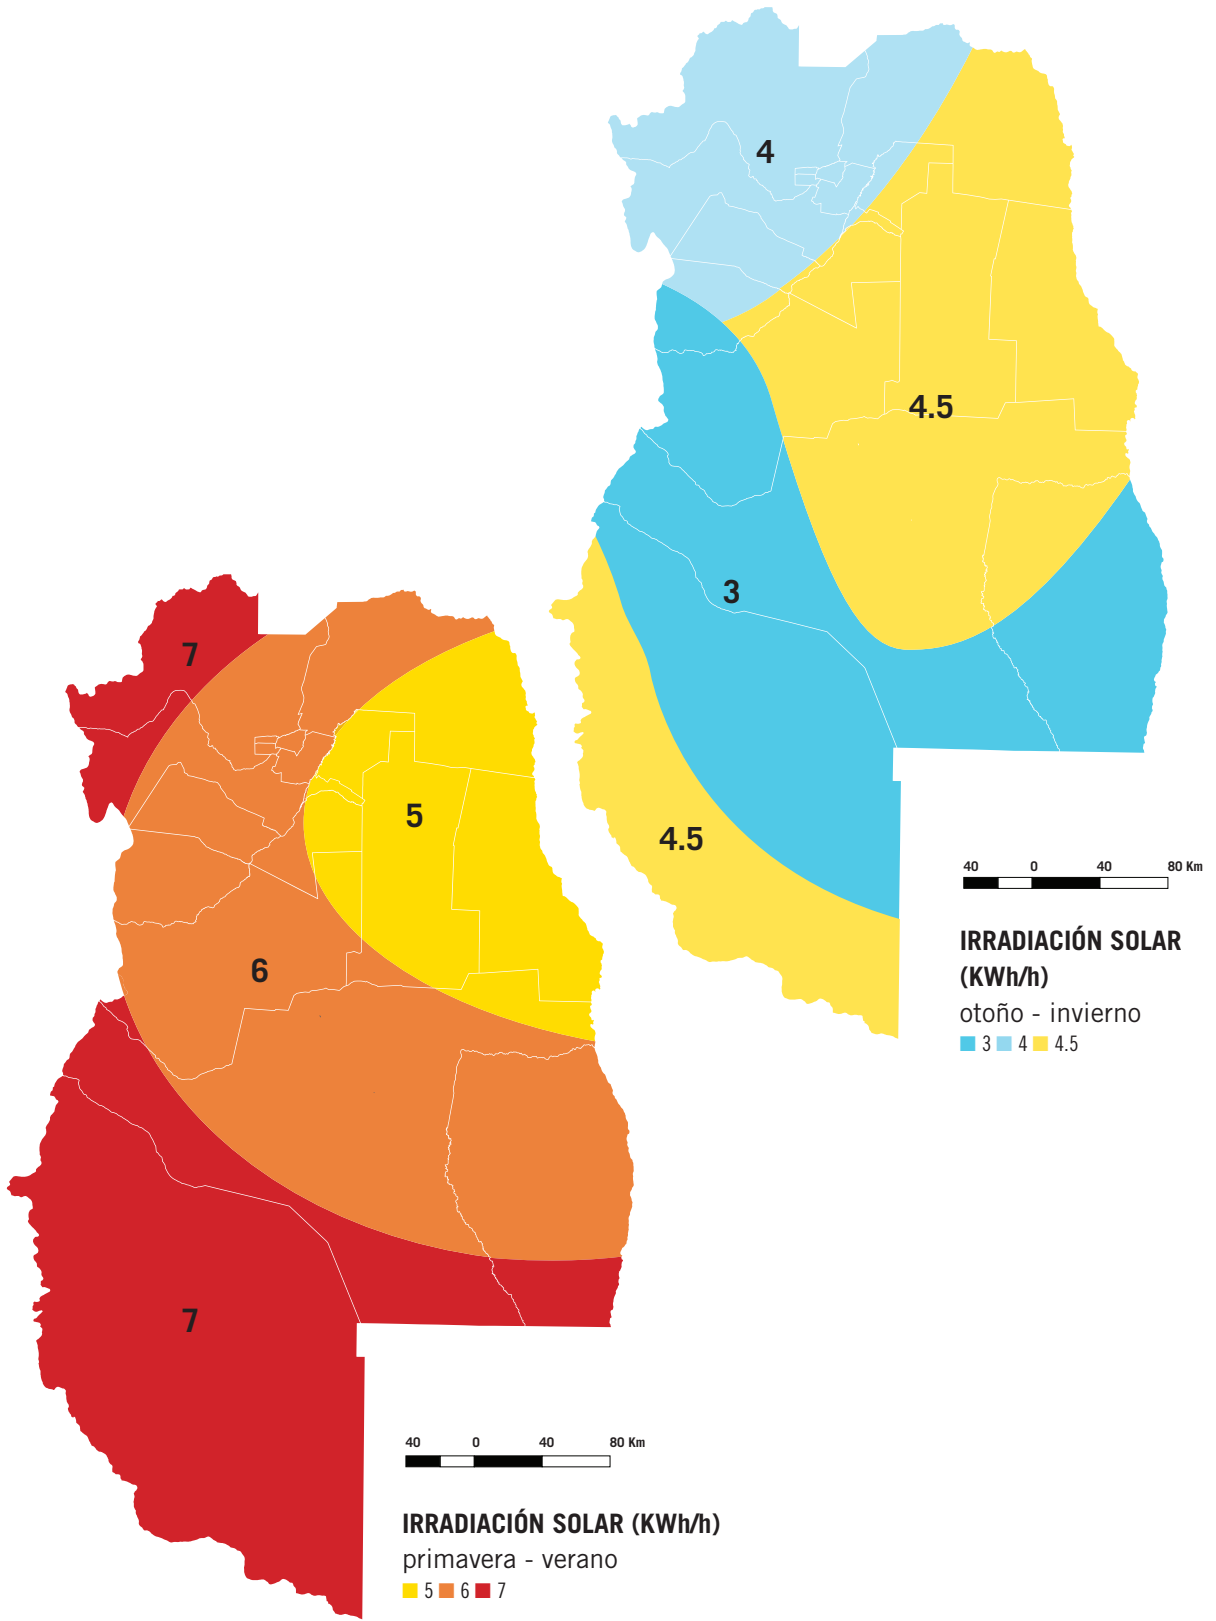 4
4.5
3
4.5
40 0 40 80 Km
IRRADIACIÓN SOLAR
(KWh/h)
otoño - invierno
3 4 4.5
7
5
6
7
40 0 40 80 Km
IRRADIACIÓN SOLAR (KWh/h)
primavera - verano
5 6 7